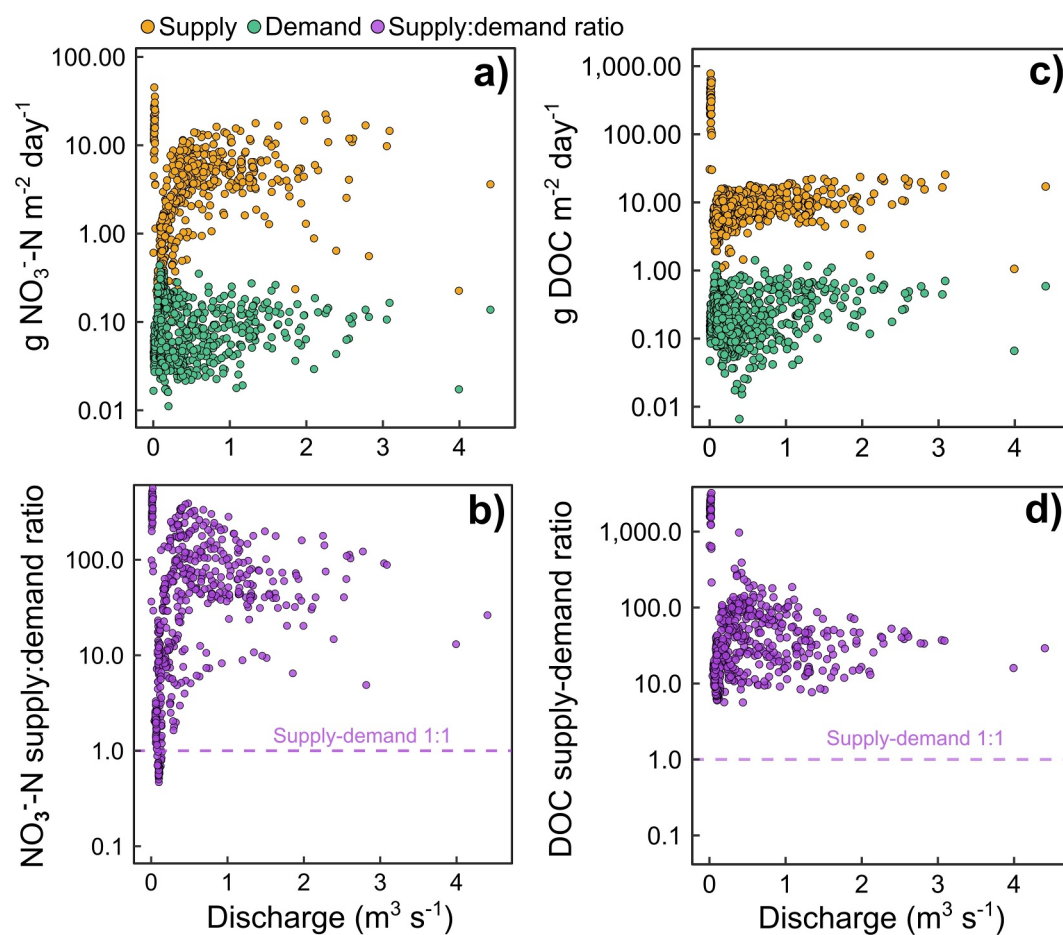 Supply Demand Supply:demand ratio
a)
g NO₃⁻-N m⁻² day⁻¹
100.00
10.00
1.00
0.10
0.01
0 1 2 3 4
c)
g DOC m⁻² day⁻¹
1,000.00
100.00
10.00
1.00
0.10
0.01
0 1 2 3 4
b)
NO₃⁻-N supply:demand ratio
100.0
10.0
1.0
0.1
Supply-demand 1:1
0 1 2 3 4
Discharge (m³ s⁻¹)
d)
DOC supply-demand ratio
1,000.0
100.0
10.0
1.0
0.1
Supply-demand 1:1
0 1 2 3 4
Discharge (m³ s⁻¹)